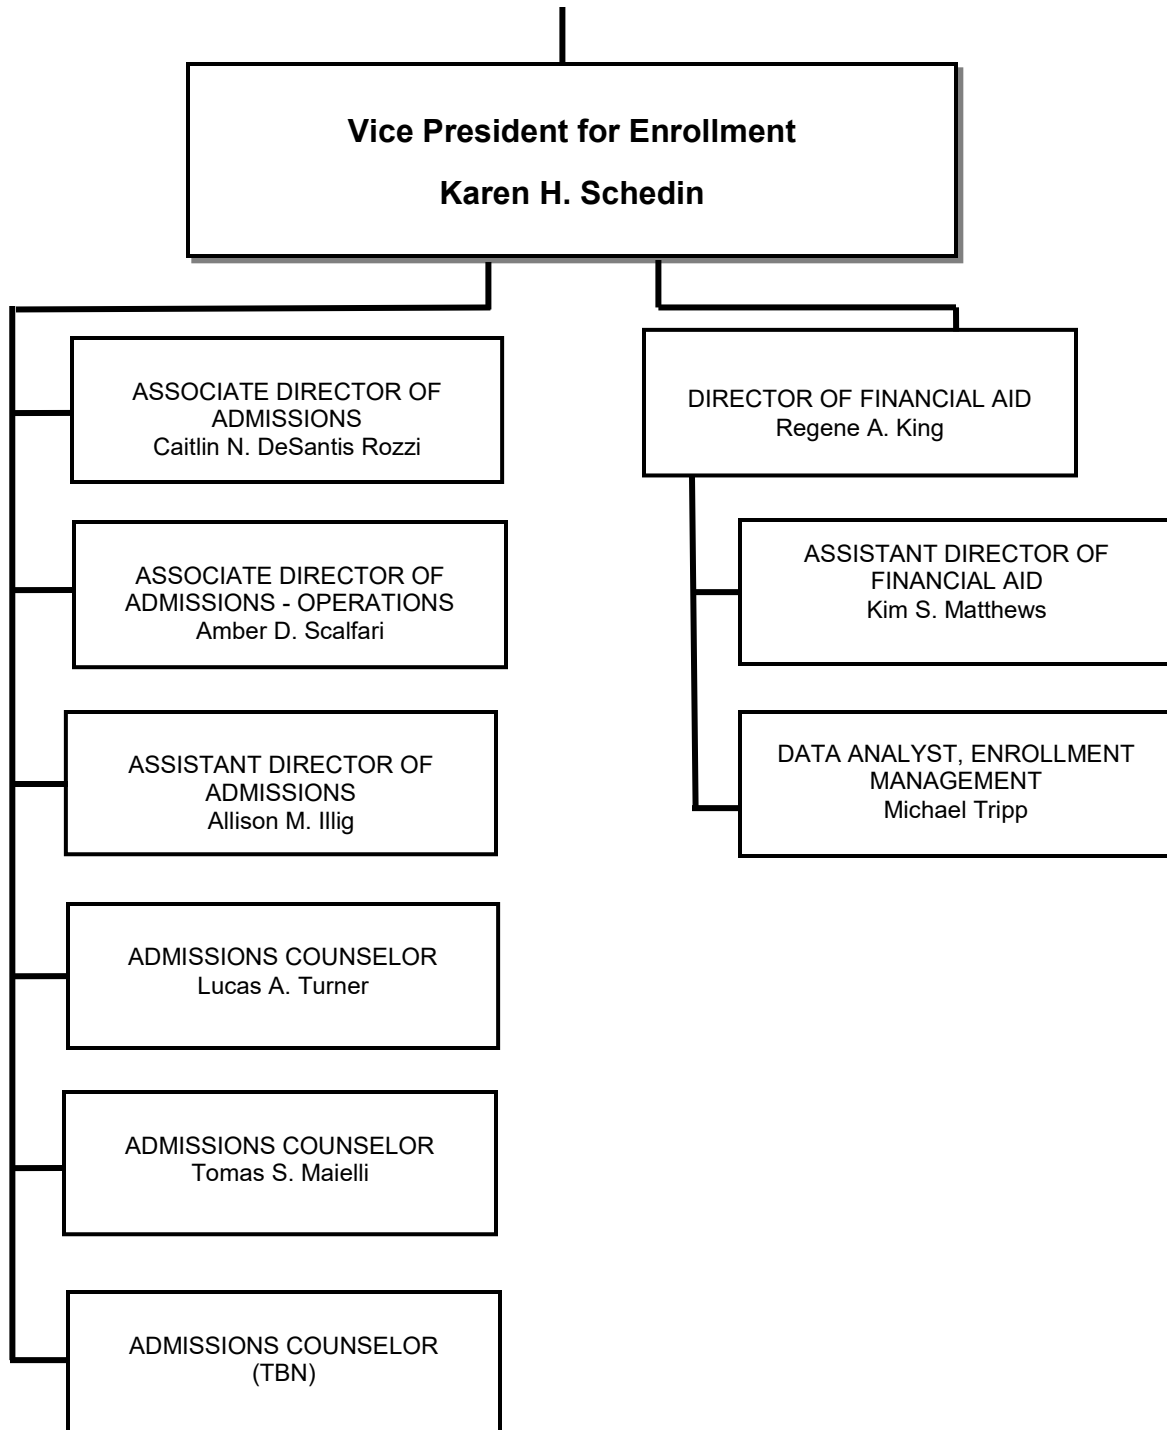 Vice President for Enrollment
Karen H. Schedin
ASSOCIATE DIRECTOR OF
ADMISSIONS
Caitlin N. DeSantis Rozzi
ASSOCIATE DIRECTOR OF
ADMISSIONS - OPERATIONS
Amber D. Scalfari
ASSISTANT DIRECTOR OF
ADMISSIONS
Allison M. Illig
ADMISSIONS COUNSELOR
Lucas A. Turner
ADMISSIONS COUNSELOR
Tomas S. Maielli
ADMISSIONS COUNSELOR
(TBN)
DIRECTOR OF FINANCIAL AID
Regene A. King
ASSISTANT DIRECTOR OF
FINANCIAL AID
Kim S. Matthews
DATA ANALYST, ENROLLMENT
MANAGEMENT
Michael Tripp